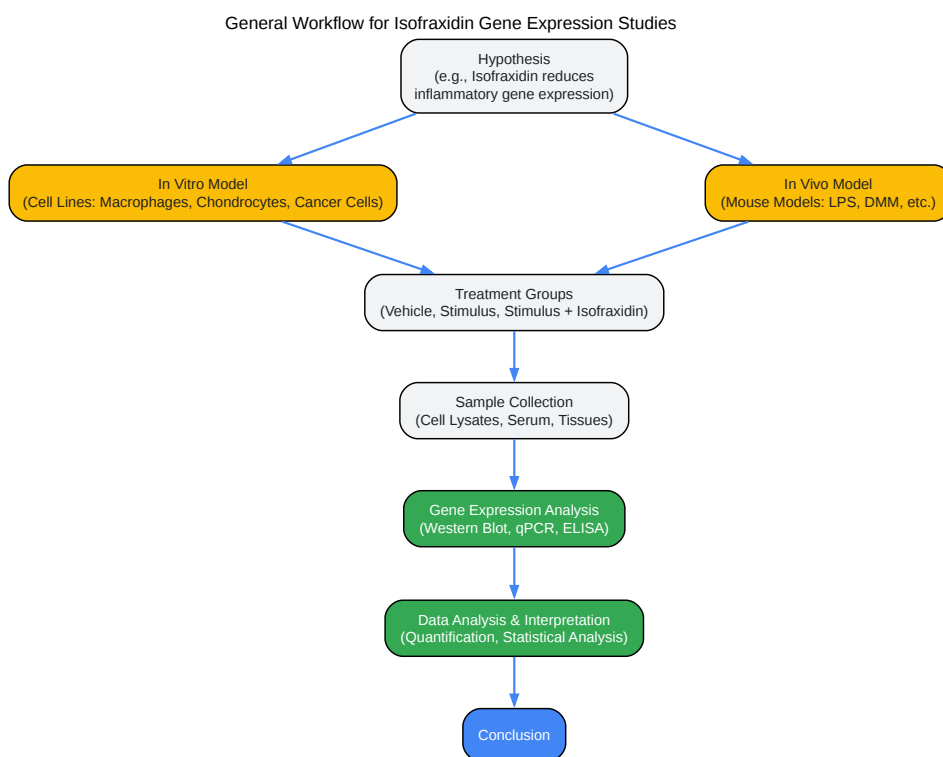 General Workflow for Isofraxidin Gene Expression Studies
Hypothesis
(e.g., Isofraxidin reduces
inflammatory gene expression)
In Vitro Model
(Cell Lines: Macrophages, Chondrocytes, Cancer Cells)
In Vivo Model
(Mouse Models: LPS, DMM, etc.)
Treatment Groups
(Vehicle, Stimulus, Stimulus + Isofraxidin)
Sample Collection
(Cell Lysates, Serum, Tissues)
Gene Expression Analysis
(Western Blot, qPCR, ELISA)
Data Analysis & Interpretation
(Quantification, Statistical Analysis)
Conclusion